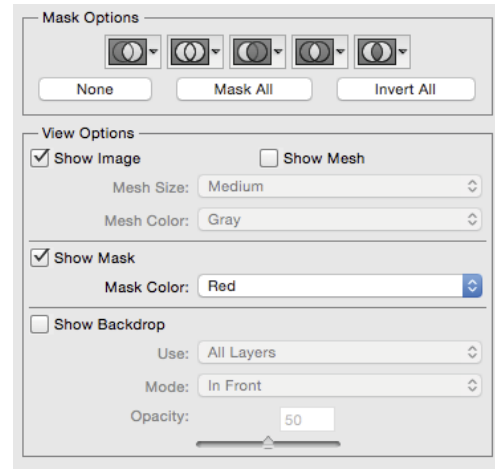 Mask Options
None Mask All Invert All
View Options
Show Image Show Mesh
Mesh Size: Medium
Mesh Color: Gray
Show Mask
Mask Color: Red
Show Backdrop
Use: All Layers
Mode: In Front
Opacity: 50